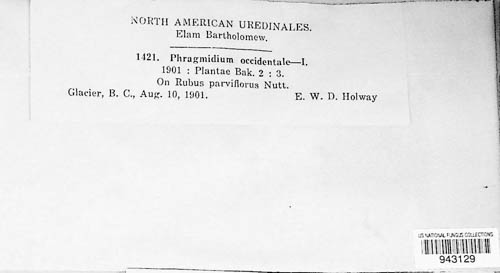 NORTH AMERICAN UREDINALES.
Elam Bartholomew.
1421. Phragmidium occidentale—I.
1901 : Plantae Bak. 2 : 3.
On Rubus parviflorus Nutt.
Glacier, B. C., Aug. 10, 1901. E. W. D. Holway
US NATIONAL FUNGUS COLLECTIONS
943129